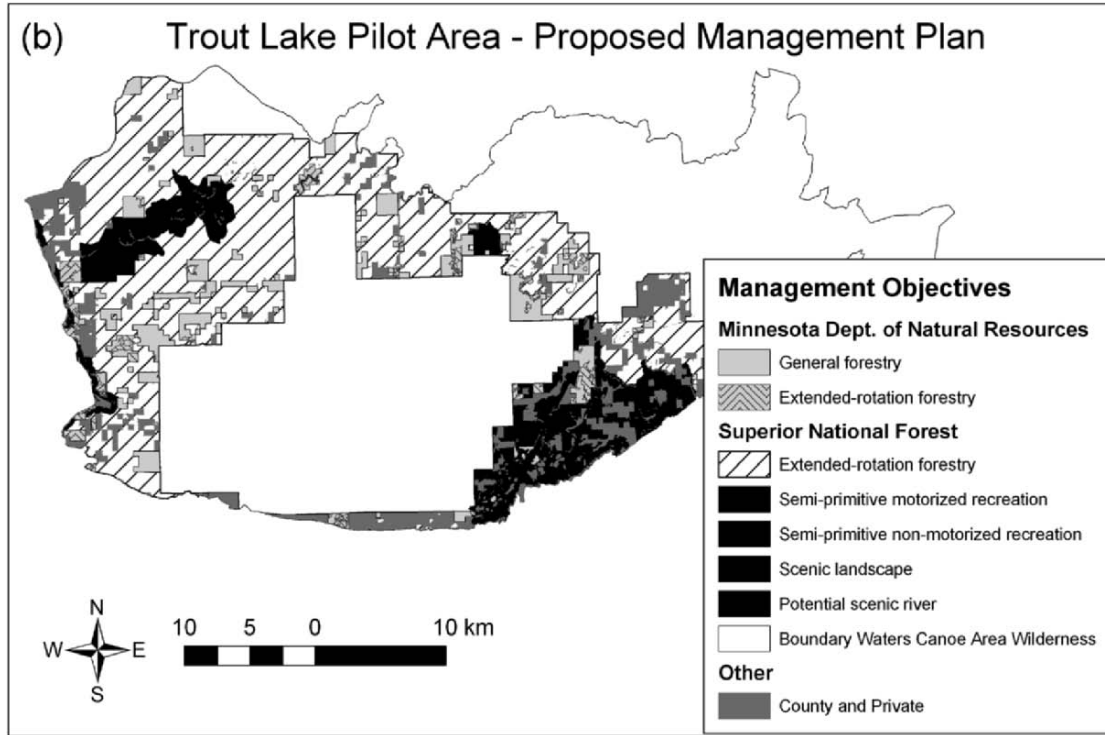 (b) Trout Lake Pilot Area - Proposed Management Plan
Management Objectives
Minnesota Dept. of Natural Resources
General forestry
Extended-rotation forestry
Superior National Forest
Extended-rotation forestry
Semi-primitive motorized recreation
Semi-primitive non-motorized recreation
Scenic landscape
Potential scenic river
Boundary Waters Canoe Area Wilderness
Other
County and Private
N
W E
S
10 5 0 10 km